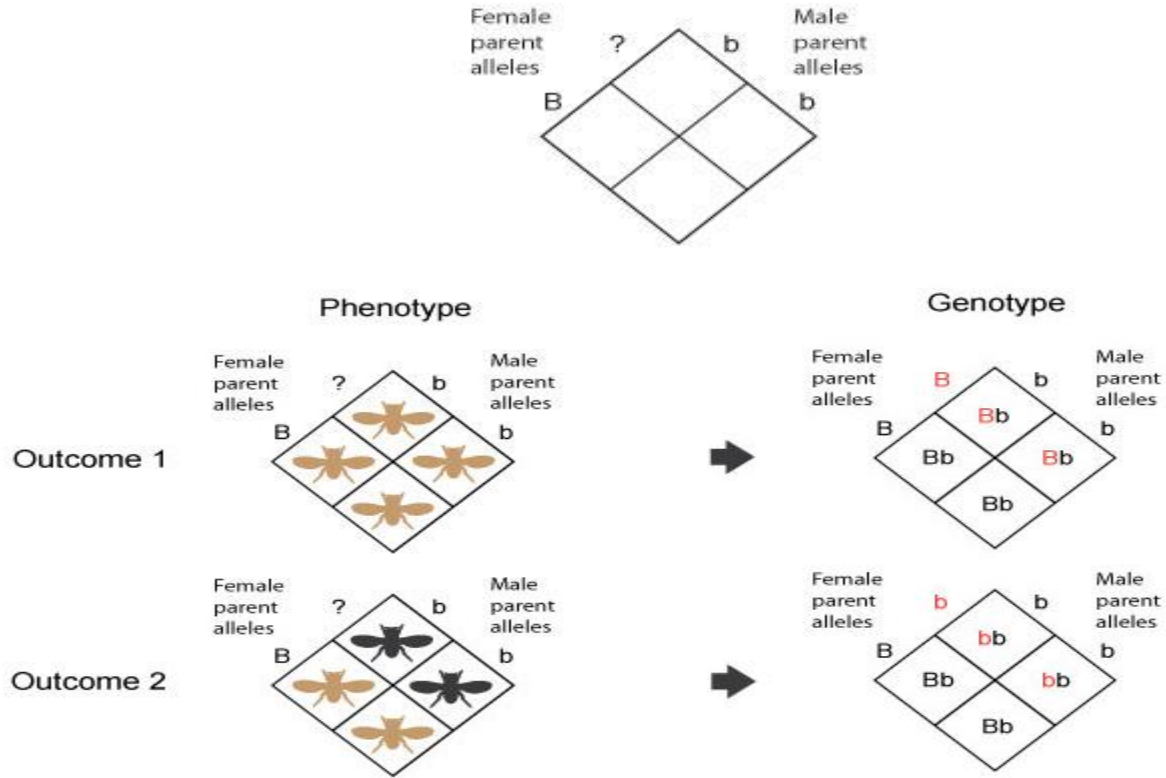 Female
parent
alleles
?
b
Male
parent
alleles
B
b
Phenotype
Genotype
Outcome 1
Female
parent
alleles
?
b
Male
parent
alleles
B
b
Female
parent
alleles
B
b
Male
parent
alleles
B
b
Bb
Bb
Bb
Bb
Outcome 2
Female
parent
alleles
?
b
Male
parent
alleles
B
b
Female
parent
alleles
b
b
Male
parent
alleles
B
b
bb
Bb
bb
Bb